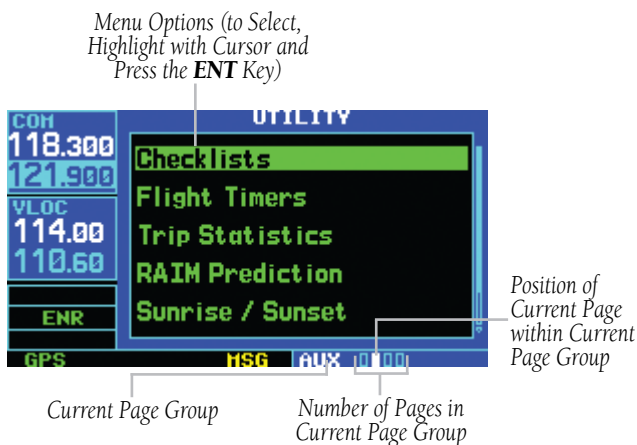 Menu Options (to Select,
Highlight with Cursor and
Press the ENT Key)
COM
118.300
121.900
VLOC
114.00
110.60
ENR
GPS
UTILITY
Checklists
Flight Timers
Trip Statistics
RAIM Prediction
Sunrise / Sunset
MSG
AUX
Position of
Current Page
within Current
Page Group
Current Page Group
Number of Pages in
Current Page Group